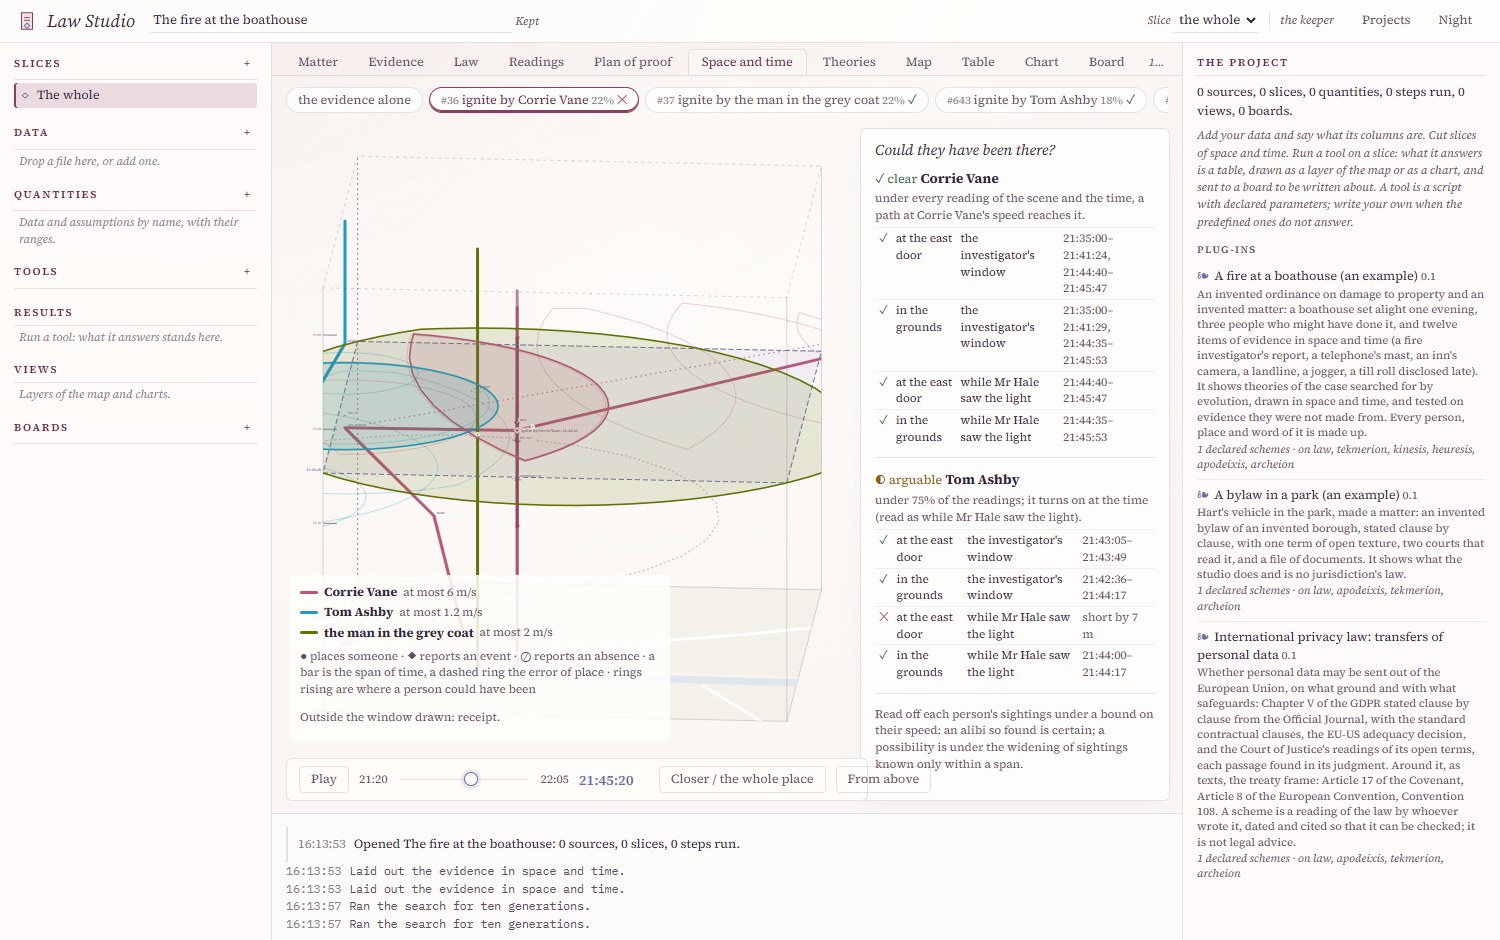 Law Studio
The fire at the boathouse
Kept
Slice the whole
the keeper
Projects
Night
SLICES +
The whole
DATA +
Drop a file here, or add one.
QUANTITIES +
Data and assumptions by name, with their
ranges.
TOOLS +
RESULTS
Run a tool: what it answers stands here.
VIEWS
Layers of the map and charts.
BOARDS +
Matter Evidence Law Readings Plan of proof Space and time Theories Map Table Chart Board 1...
the evidence alone
#36 ignite by Corrie Vane 22% ✕
#37 ignite by the man in the grey coat 22% ✓
#643 ignite by Tom Ashby 18% ✓
Corrie Vane at most 6 m/s
Tom Ashby at most 1.2 m/s
the man in the grey coat at most 2 m/s
● places someone · ◆ reports an event · ⊘ reports an absence · a
bar is the span of time, a dashed ring the error of place · rings
rising are where a person could have been
Outside the window drawn: receipt.
Play 21:20 22:05 21:45:20 Closer / the whole place From above
Could they have been there?
✓ clear Corrie Vane
under every reading of the scene and the time, a
path at Corrie Vane's speed reaches it.
✓ at the east the 21:35:00–
door investigator's 21:41:24,
window 21:44:40–
21:45:47
✓ in the the 21:35:00–
grounds investigator's 21:41:29,
window 21:44:35–
21:45:53
✓ at the east while Mr Hale 21:44:40–
door saw the light 21:45:47
✓ in the while Mr Hale 21:44:35–
grounds saw the light 21:45:53
◐ arguable Tom Ashby
under 75% of the readings; it turns on at the time
(read as while Mr Hale saw the light).
✓ at the east the investigator's 21:43:05–
door window 21:43:49
✓ in the the investigator's 21:42:36–
grounds window 21:44:17
✕ at the east while Mr Hale saw short by 7
door the light m
✓ in the while Mr Hale saw 21:44:00–
grounds the light 21:44:17
Read off each person's sightings under a bound on
their speed: an alibi so found is certain; a
possibility is under the widening of sightings
known only within a span.
16:13:53 Opened The fire at the boathouse: 0 sources, 0 slices, 0 steps run.
16:13:53 Laid out the evidence in space and time.
16:13:53 Laid out the evidence in space and time.
16:13:57 Ran the search for ten generations.
16:13:57 Ran the search for ten generations.
THE PROJECT
0 sources, 0 slices, 0 quantities, 0 steps run, 0
views, 0 boards.
Add your data and say what its columns are. Cut slices
of space and time. Run a tool on a slice: what it answers
is a table, drawn as a layer of the map or as a chart, and
sent to a board to be written about. A tool is a script
with declared parameters; write your own when the
predefined ones do not answer.
PLUG-INS
A fire at a boathouse (an example) 0.1
An invented ordinance on damage to property and an
invented matter: a boathouse set alight one evening,
three people who might have done it, and twelve
items of evidence in space and time (a fire
investigator's report, a telephone's mast, an inn's
camera, a landline, a jogger, a till roll disclosed late).
It shows theories of the case searched for by
evolution, drawn in space and time, and tested on
evidence they were not made from. Every person,
place and word of it is made up.
1 declared schemes · on law, tekmerion, kinesis, heuresis,
apodeixis, archeion
A bylaw in a park (an example) 0.1
Hart's vehicle in the park, made a matter: an invented
bylaw of an invented borough, stated clause by
clause, with one term of open texture, two courts that
read it, and a file of documents. It shows what the
studio does and is no jurisdiction's law.
1 declared schemes · on law, apodeixis, tekmerion,
archeion
International privacy law: transfers of
personal data 0.1
Whether personal data may be sent out of the
European Union, on what ground and with what
safeguards: Chapter V of the GDPR stated clause by
clause from the Official Journal, with the standard
contractual clauses, the EU-US adequacy decision,
and the Court of Justice's readings of its open terms,
each passage found in its judgment. Around it, as
texts, the treaty frame: Article 17 of the Covenant,
Article 8 of the European Convention, Convention
108. A scheme is a reading of the law by whoever
wrote it, dated and cited so that it can be checked; it
is not legal advice.
1 declared schemes · on law, apodeixis, tekmerion,
archeion